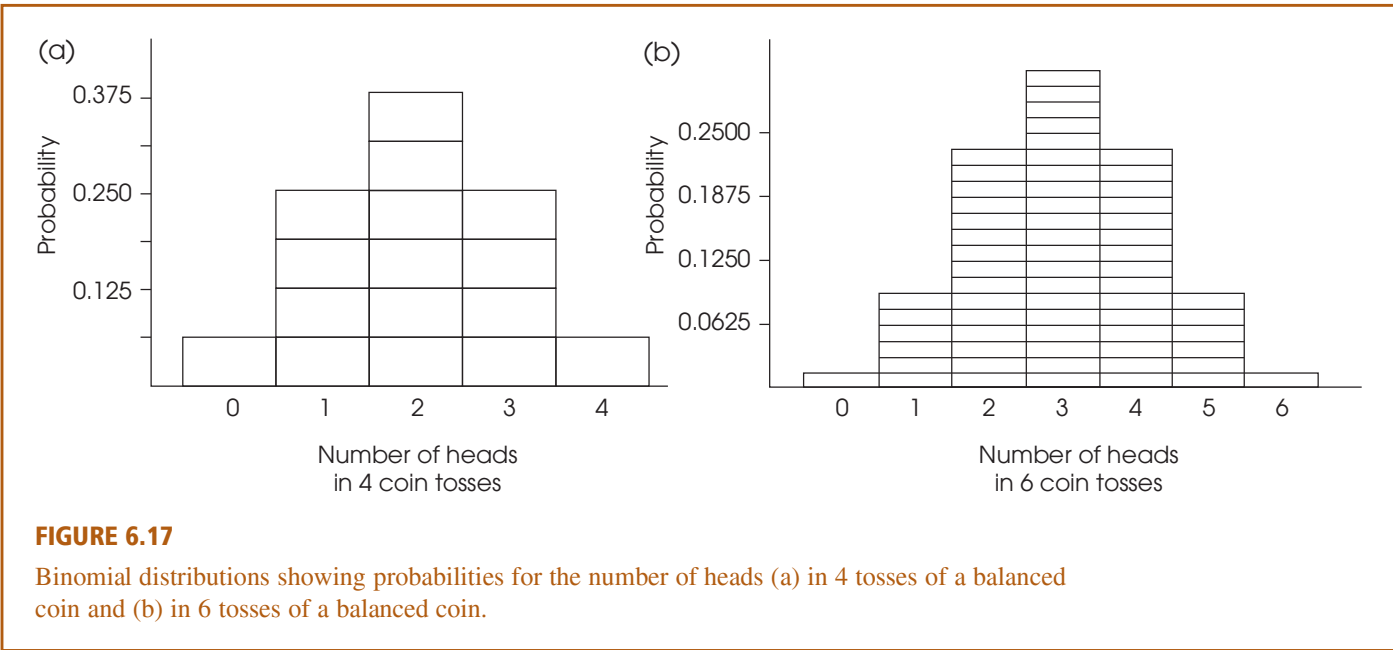 (a)
0.375
0.250
0.125
Probability
0 1 2 3 4
Number of heads
in 4 coin tosses
(b)
0.2500
0.1875
0.1250
0.0625
Probability
0 1 2 3 4 5 6
Number of heads
in 6 coin tosses
FIGURE 6.17
Binomial distributions showing probabilities for the number of heads (a) in 4 tosses of a balanced
coin and (b) in 6 tosses of a balanced coin.